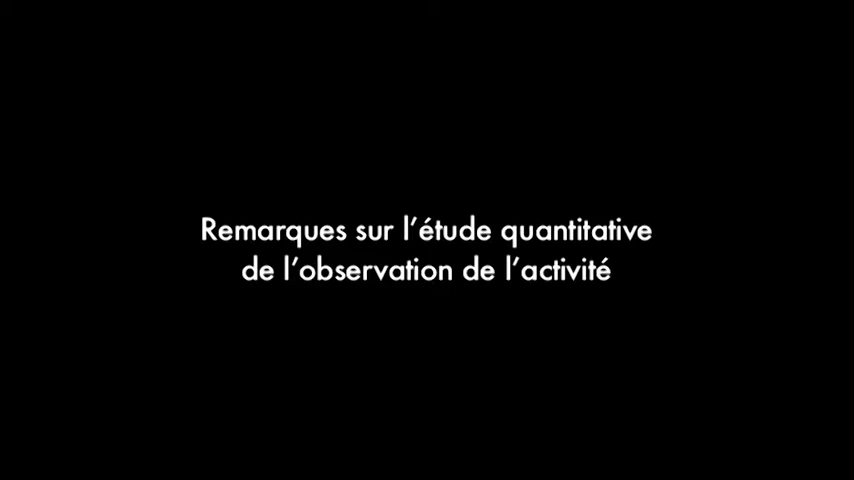 Remarques sur l’étude quantitative
de l’observation de l’activité